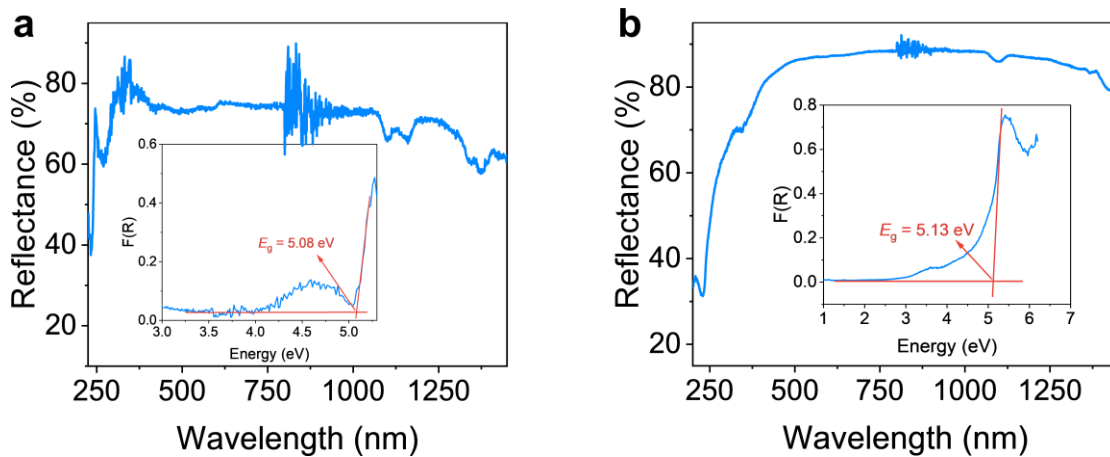 a
Reflectance (%)
80
60
40
20
250 500 750 1000 1250
Wavelength (nm)
F(R)
0.6
0.4
0.2
0.0
3.0 3.5 4.0 4.5 5.0
Energy (eV)
Eg = 5.08 eV
b
Reflectance (%)
80
60
40
20
250 500 750 1000 1250
Wavelength (nm)
F(R)
0.8
0.6
0.4
0.2
0.0
1 2 3 4 5 6 7
Energy (eV)
Eg = 5.13 eV